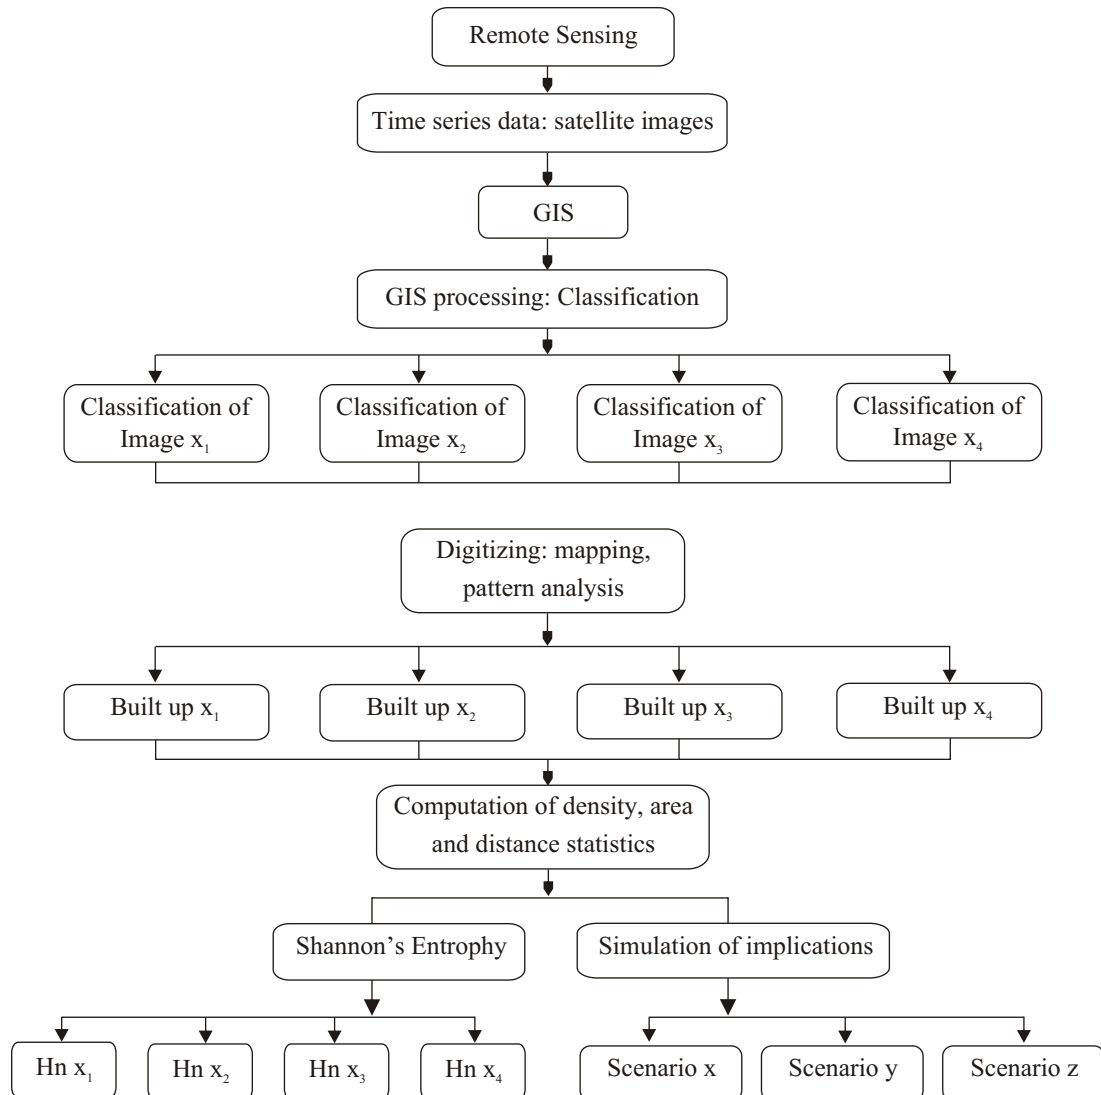 Remote Sensing
Time series data: satellite images
GIS
GIS processing: Classification
Classification of
Image x₁
Classification of
Image x₂
Classification of
Image x₃
Classification of
Image x₄
Digitizing: mapping,
pattern analysis
Built up x₁
Built up x₂
Built up x₃
Built up x₄
Computation of density, area
and distance statistics
Shannon’s Entrophy
Simulation of implications
Hn x₁
Hn x₂
Hn x₃
Hn x₄
Scenario x
Scenario y
Scenario z